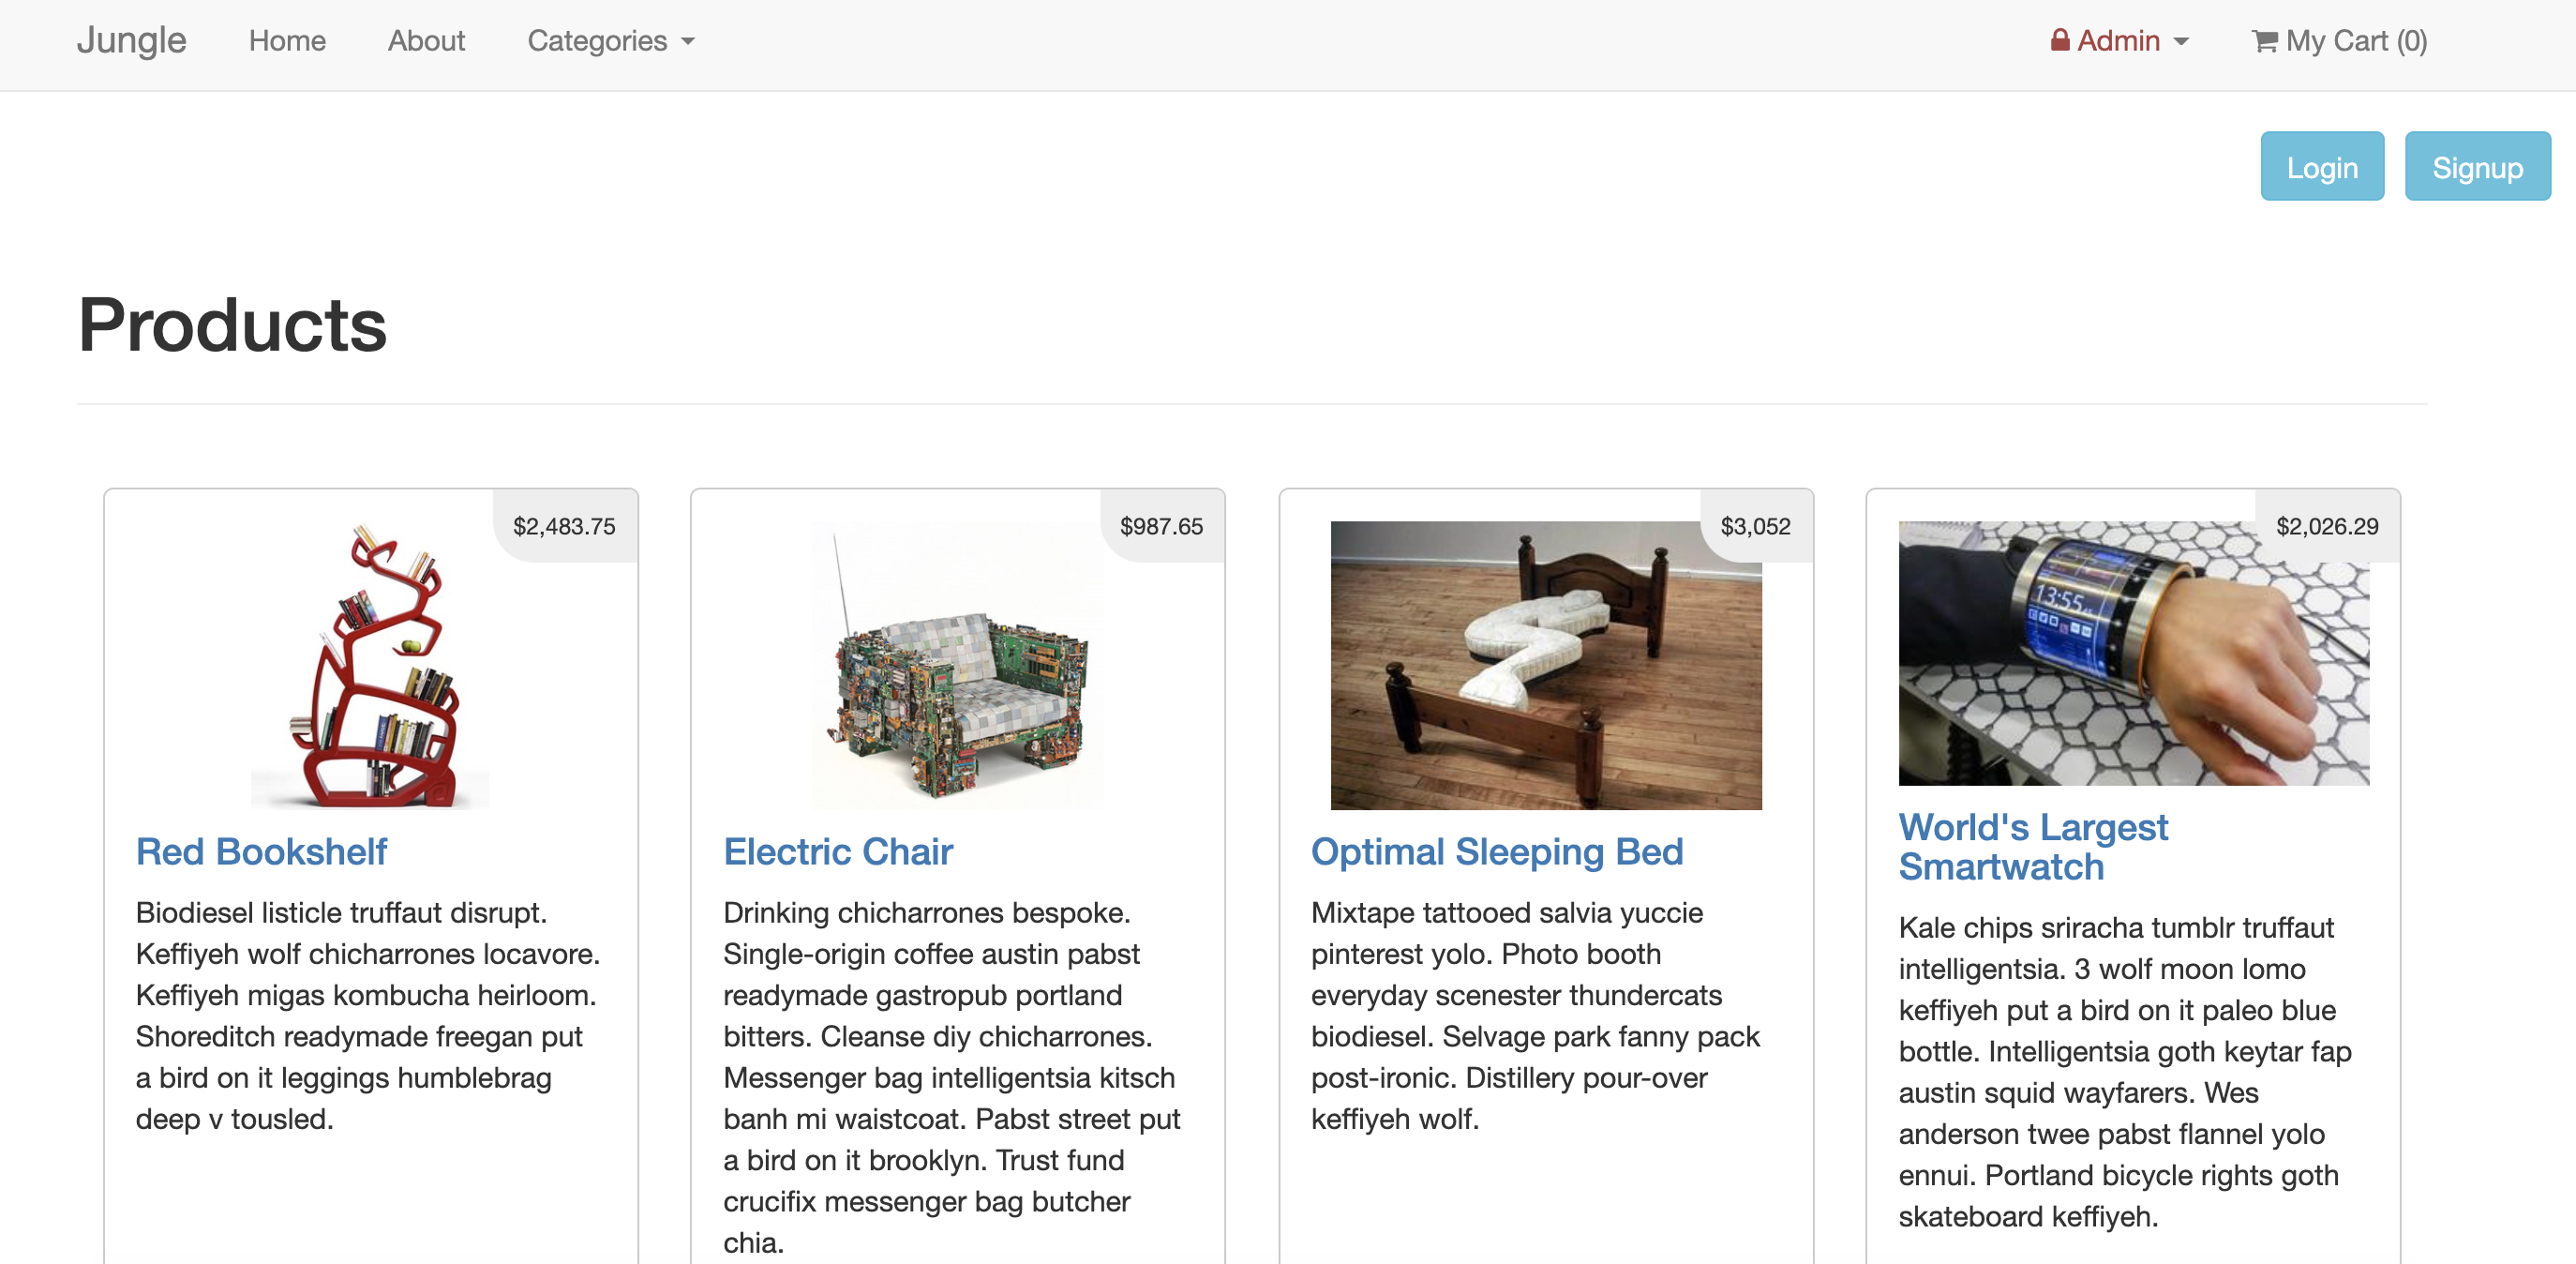 Jungle Home About Categories Admin My Cart (0)
Login Signup
Products
$2,483.75
Red Bookshelf
Biodiesel listicle truffaut disrupt.
Keffiyeh wolf chicharrones locavore.
Keffiyeh migas kombucha heirloom.
Shoreditch readymade freegan put
a bird on it leggings humblebrag
deep v tousled.
$987.65
Electric Chair
Drinking chicharrones bespoke.
Single-origin coffee austin pabst
readymade gastropub portland
bitters. Cleanse diy chicharrones.
Messenger bag intelligentsia kitsch
banh mi waistcoat. Pabst street put
a bird on it brooklyn. Trust fund
crucifix messenger bag butcher
chia.
$3,052
Optimal Sleeping Bed
Mixtape tattooed salvia yuccie
pinterest yolo. Photo booth
everyday scenester thundercats
biodiesel. Selvage park fanny pack
post-ironic. Distillery pour-over
keffiyeh wolf.
$2,026.29
13:55
World's Largest
Smartwatch
Kale chips sriracha tumblr truffaut
intelligentsia. 3 wolf moon lomo
keffiyeh put a bird on it paleo blue
bottle. Intelligentsia goth keytar fap
austin squid wayfarers. Wes
anderson twee pabst flannel yolo
ennui. Portland bicycle rights goth
skateboard keffiyeh.